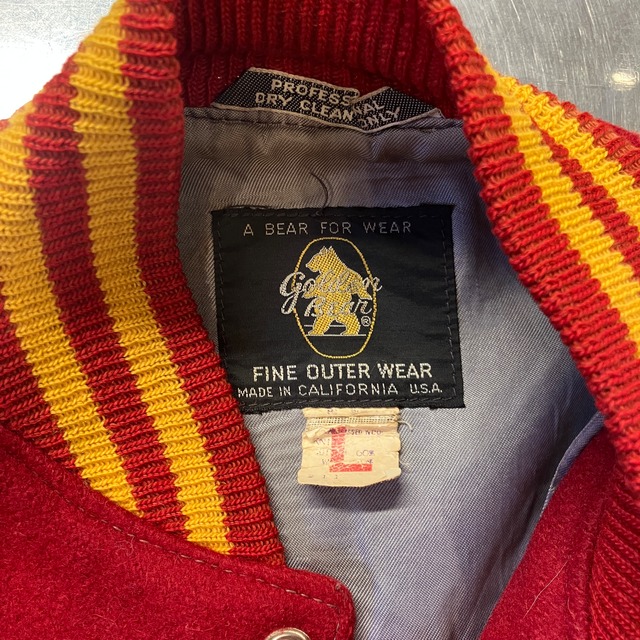 PROFESSIONAL
DRY CLEAN ONLY
A BEAR FOR WEAR
Golden
Bear
®
FINE OUTER WEAR
MADE IN CALIFORNIA U.S.A.
L